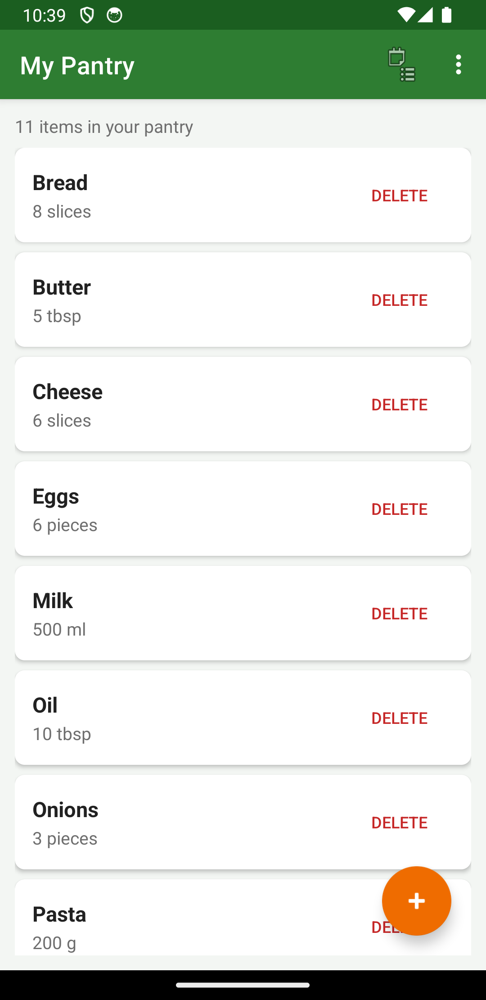 10:39
My Pantry
11 items in your pantry
Bread
8 slices
DELETE
Butter
5 tbsp
DELETE
Cheese
6 slices
DELETE
Eggs
6 pieces
DELETE
Milk
500 ml
DELETE
Oil
10 tbsp
DELETE
Onions
3 pieces
DELETE
Pasta
200 g